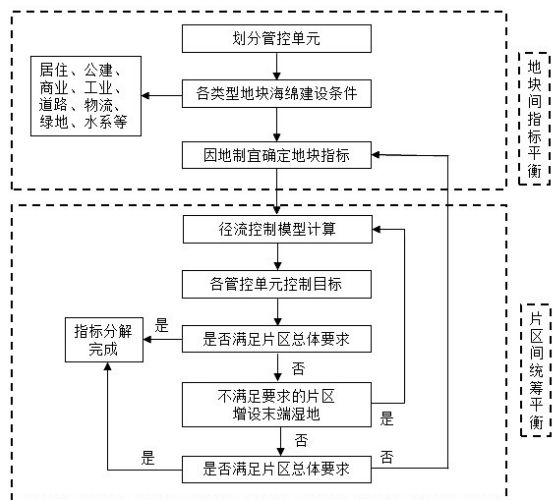 划分管控单元
居住、公建、
商业、工业、
道路、物流、
绿地、水系等
各类型地块海绵建设条件
因地制宜确定地块指标
地块间指标平衡
径流控制模型计算
各管控单元控制目标
指标分解
完成
是
是否满足片区总体要求
否
不满足要求的片区
增设末端湿地
是
否
是
是否满足片区总体要求
否
片区间统筹平衡